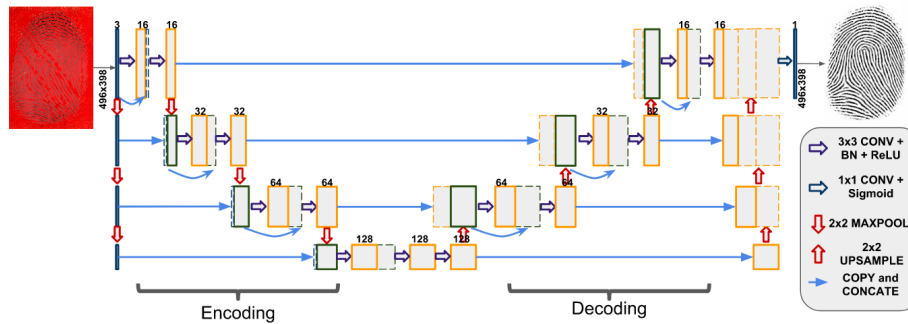 3 16 16 16 16 16 1
496x398
496x398
32 32 32 32
64 64 64 64
128 128 128
3x3 CONV +
BN + ReLU
1x1 CONV +
Sigmoid
2x2 MAXPOOL
2x2
UPSAMPLE
COPY and
CONCATE
Encoding
Decoding